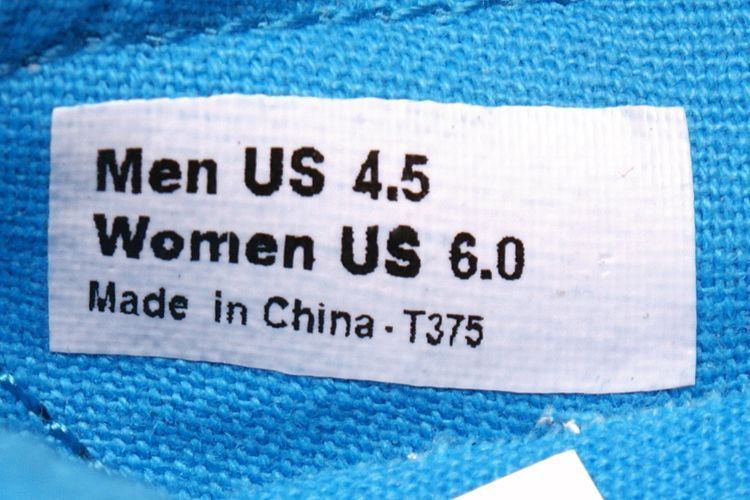 Men US 4.5
Women US 6.0
Made in China - T375